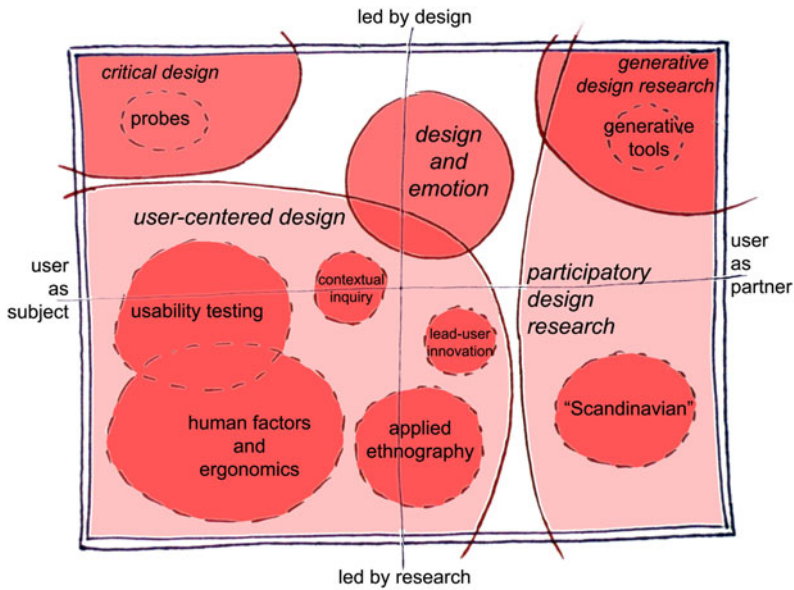 led by design
critical design
probes
generative
design research
generative
tools
design
and
emotion
user-centered design
user
as
subject
user
as
partner
contextual
inquiry
participatory
design
research
usability testing
lead-user
innovation
human factors
and
ergonomics
applied
ethnography
“Scandinavian”
led by research